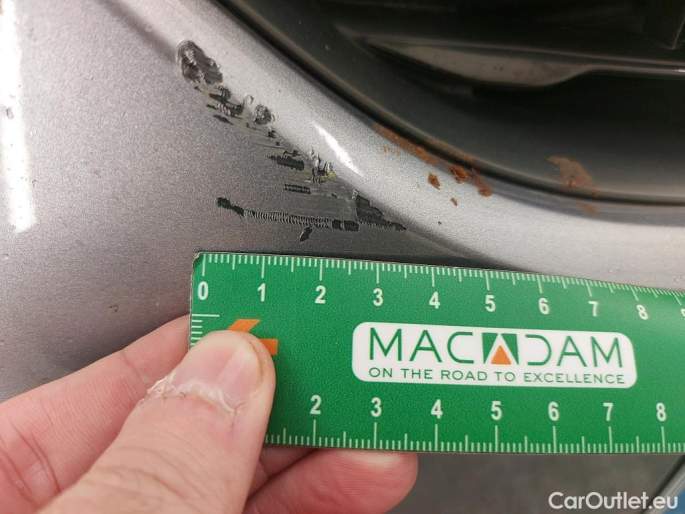 0 1 2 3 4 5 6 7 8
MACADAM
ON THE ROAD TO EXCELLENCE
2 3 4 5 6 7 8
CarOutlet.eu